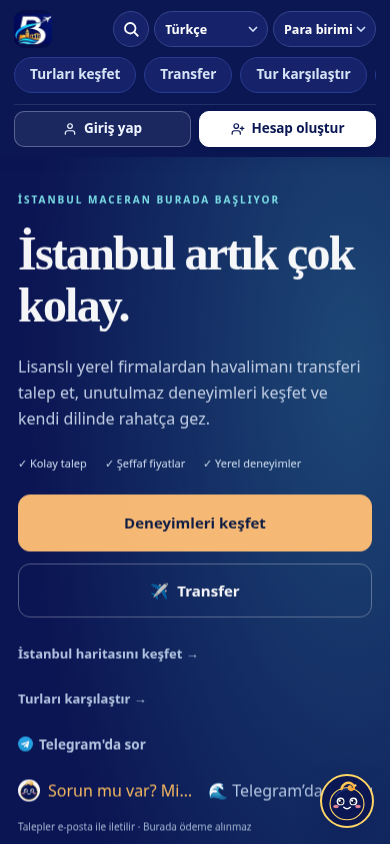 Türkçe
Para birimi
Turları keşfet
Transfer
Tur karşılaştır
Giriş yap
Hesap oluştur
İSTANBUL MACERAN BURADA BAŞLIYOR
İstanbul artık çok
kolay.
Lisanslı yerel firmalardan havalimanı transferi
talep et, unutulmaz deneyimleri keşfet ve
kendi dilinde rahatça gez.
✓ Kolay talep ✓ Şeffaf fiyatlar ✓ Yerel deneyimler
Deneyimleri keşfet
✈️ Transfer
İstanbul haritasını keşfet →
Turları karşılaştır →
Telegram'da sor
Sorun mu var? Mi... 🌊 Telegram’da
Talepler e-posta ile iletilir · Burada ödeme alınmaz